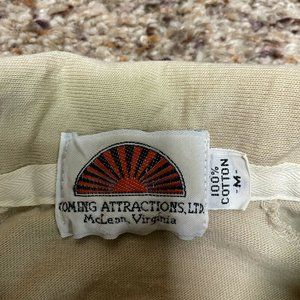 COMING ATTRACTIONS, LTD.
McLean, Virginia
100%
COTTON
-M-